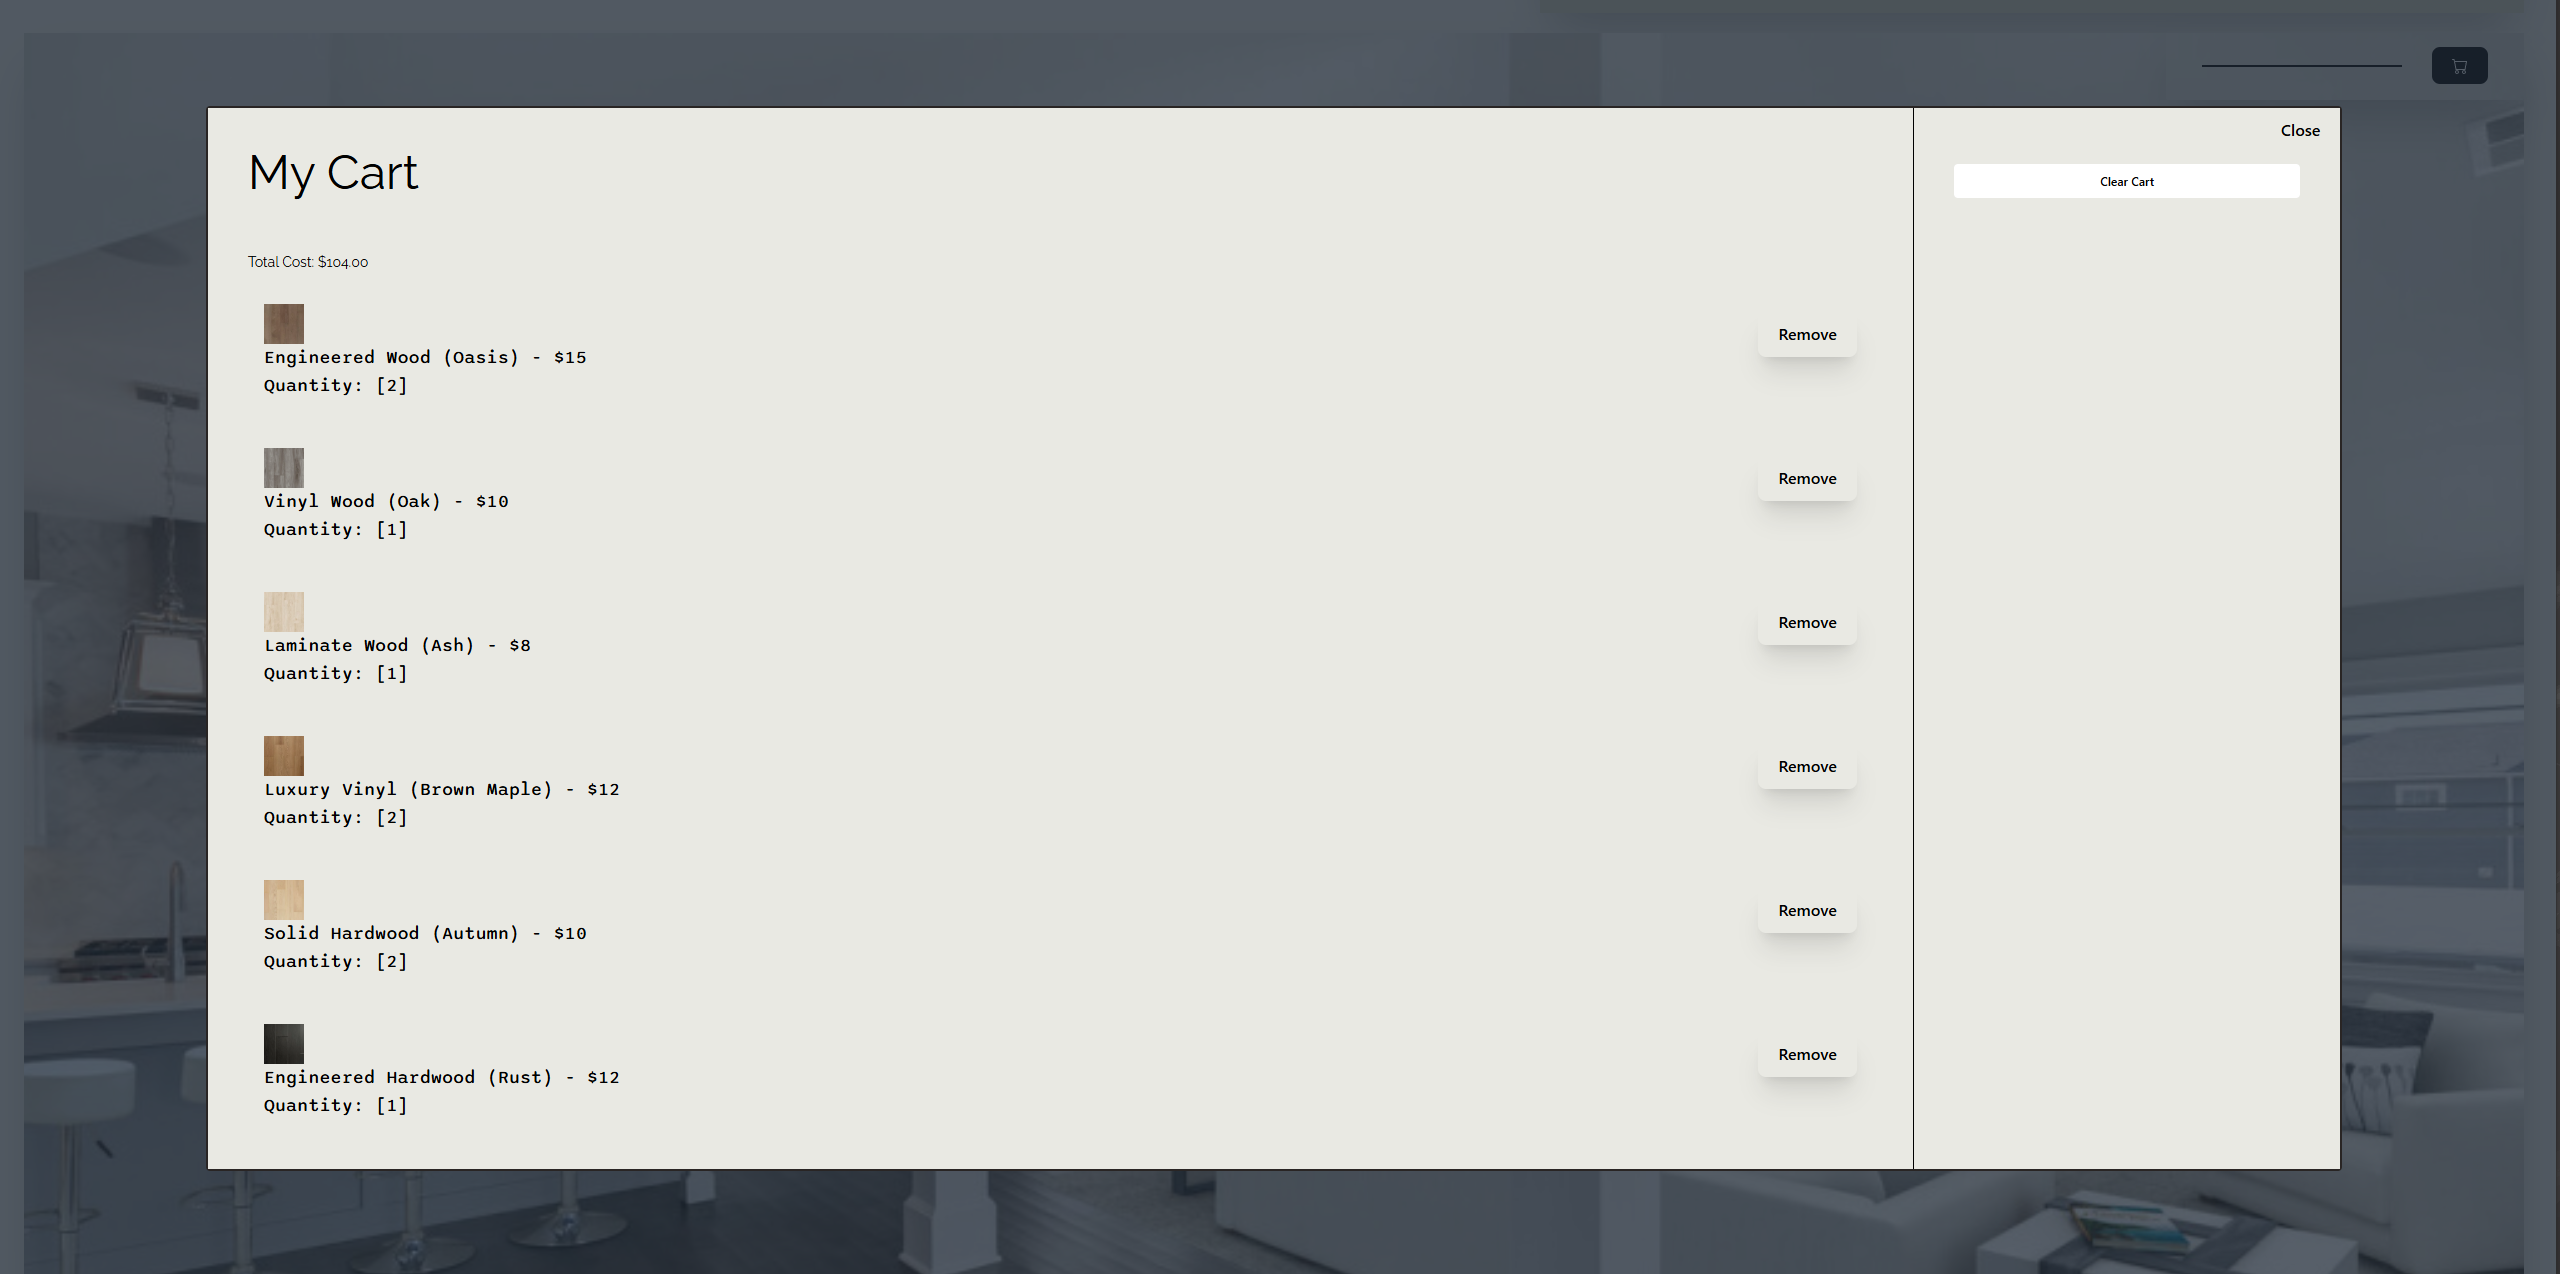 Close
My Cart
Clear Cart
Total Cost: $104.00
Engineered Wood (Oasis) - $15
Quantity: [2]
Remove
Vinyl Wood (Oak) - $10
Quantity: [1]
Remove
Laminate Wood (Ash) - $8
Quantity: [1]
Remove
Luxury Vinyl (Brown Maple) - $12
Quantity: [2]
Remove
Solid Hardwood (Autumn) - $10
Quantity: [2]
Remove
Engineered Hardwood (Rust) - $12
Quantity: [1]
Remove